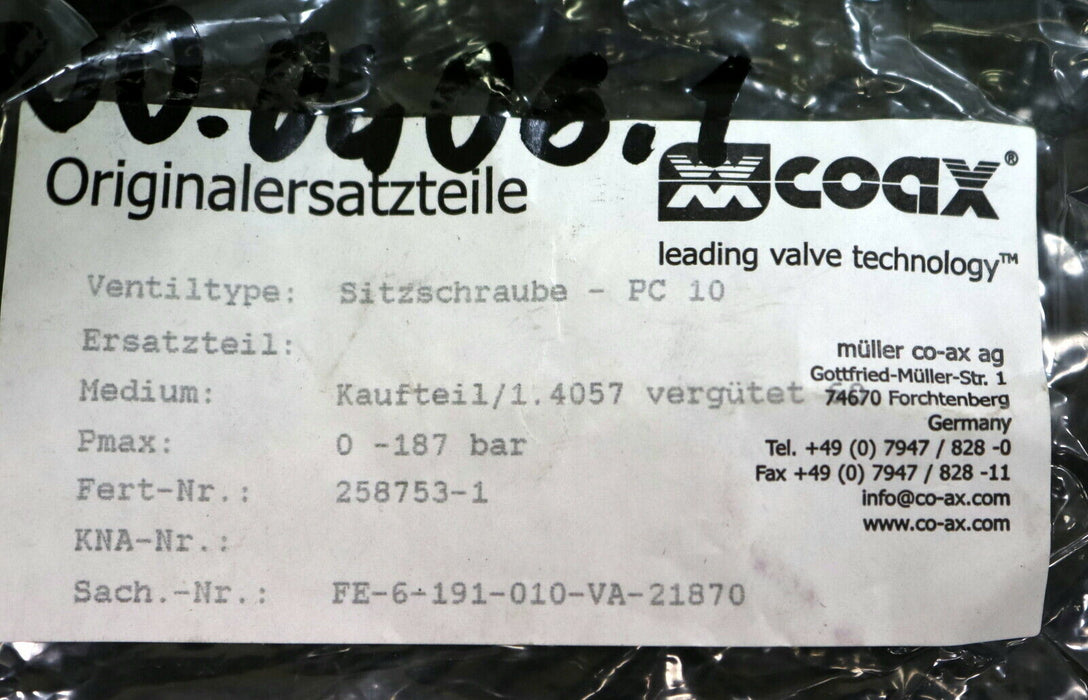 00.8406.1
Originalersatzteile
coax®
leading valve technology™
Ventiltype: Sitzschraube - PC 10
Ersatzteil:
Medium: Kaufteil/1.4057 vergütet
Pmax: 0 -187 bar
Fert-Nr.: 258753-1
KNA-Nr.:
Sach.-Nr.: FE-6-191-010-VA-21870
müller co-ax ag
Gottfried-Müller-Str. 1
74670 Forchtenberg
Germany
Tel. +49 (0) 7947 / 828 -0
Fax +49 (0) 7947 / 828 -11
info@co-ax.com
www.co-ax.com